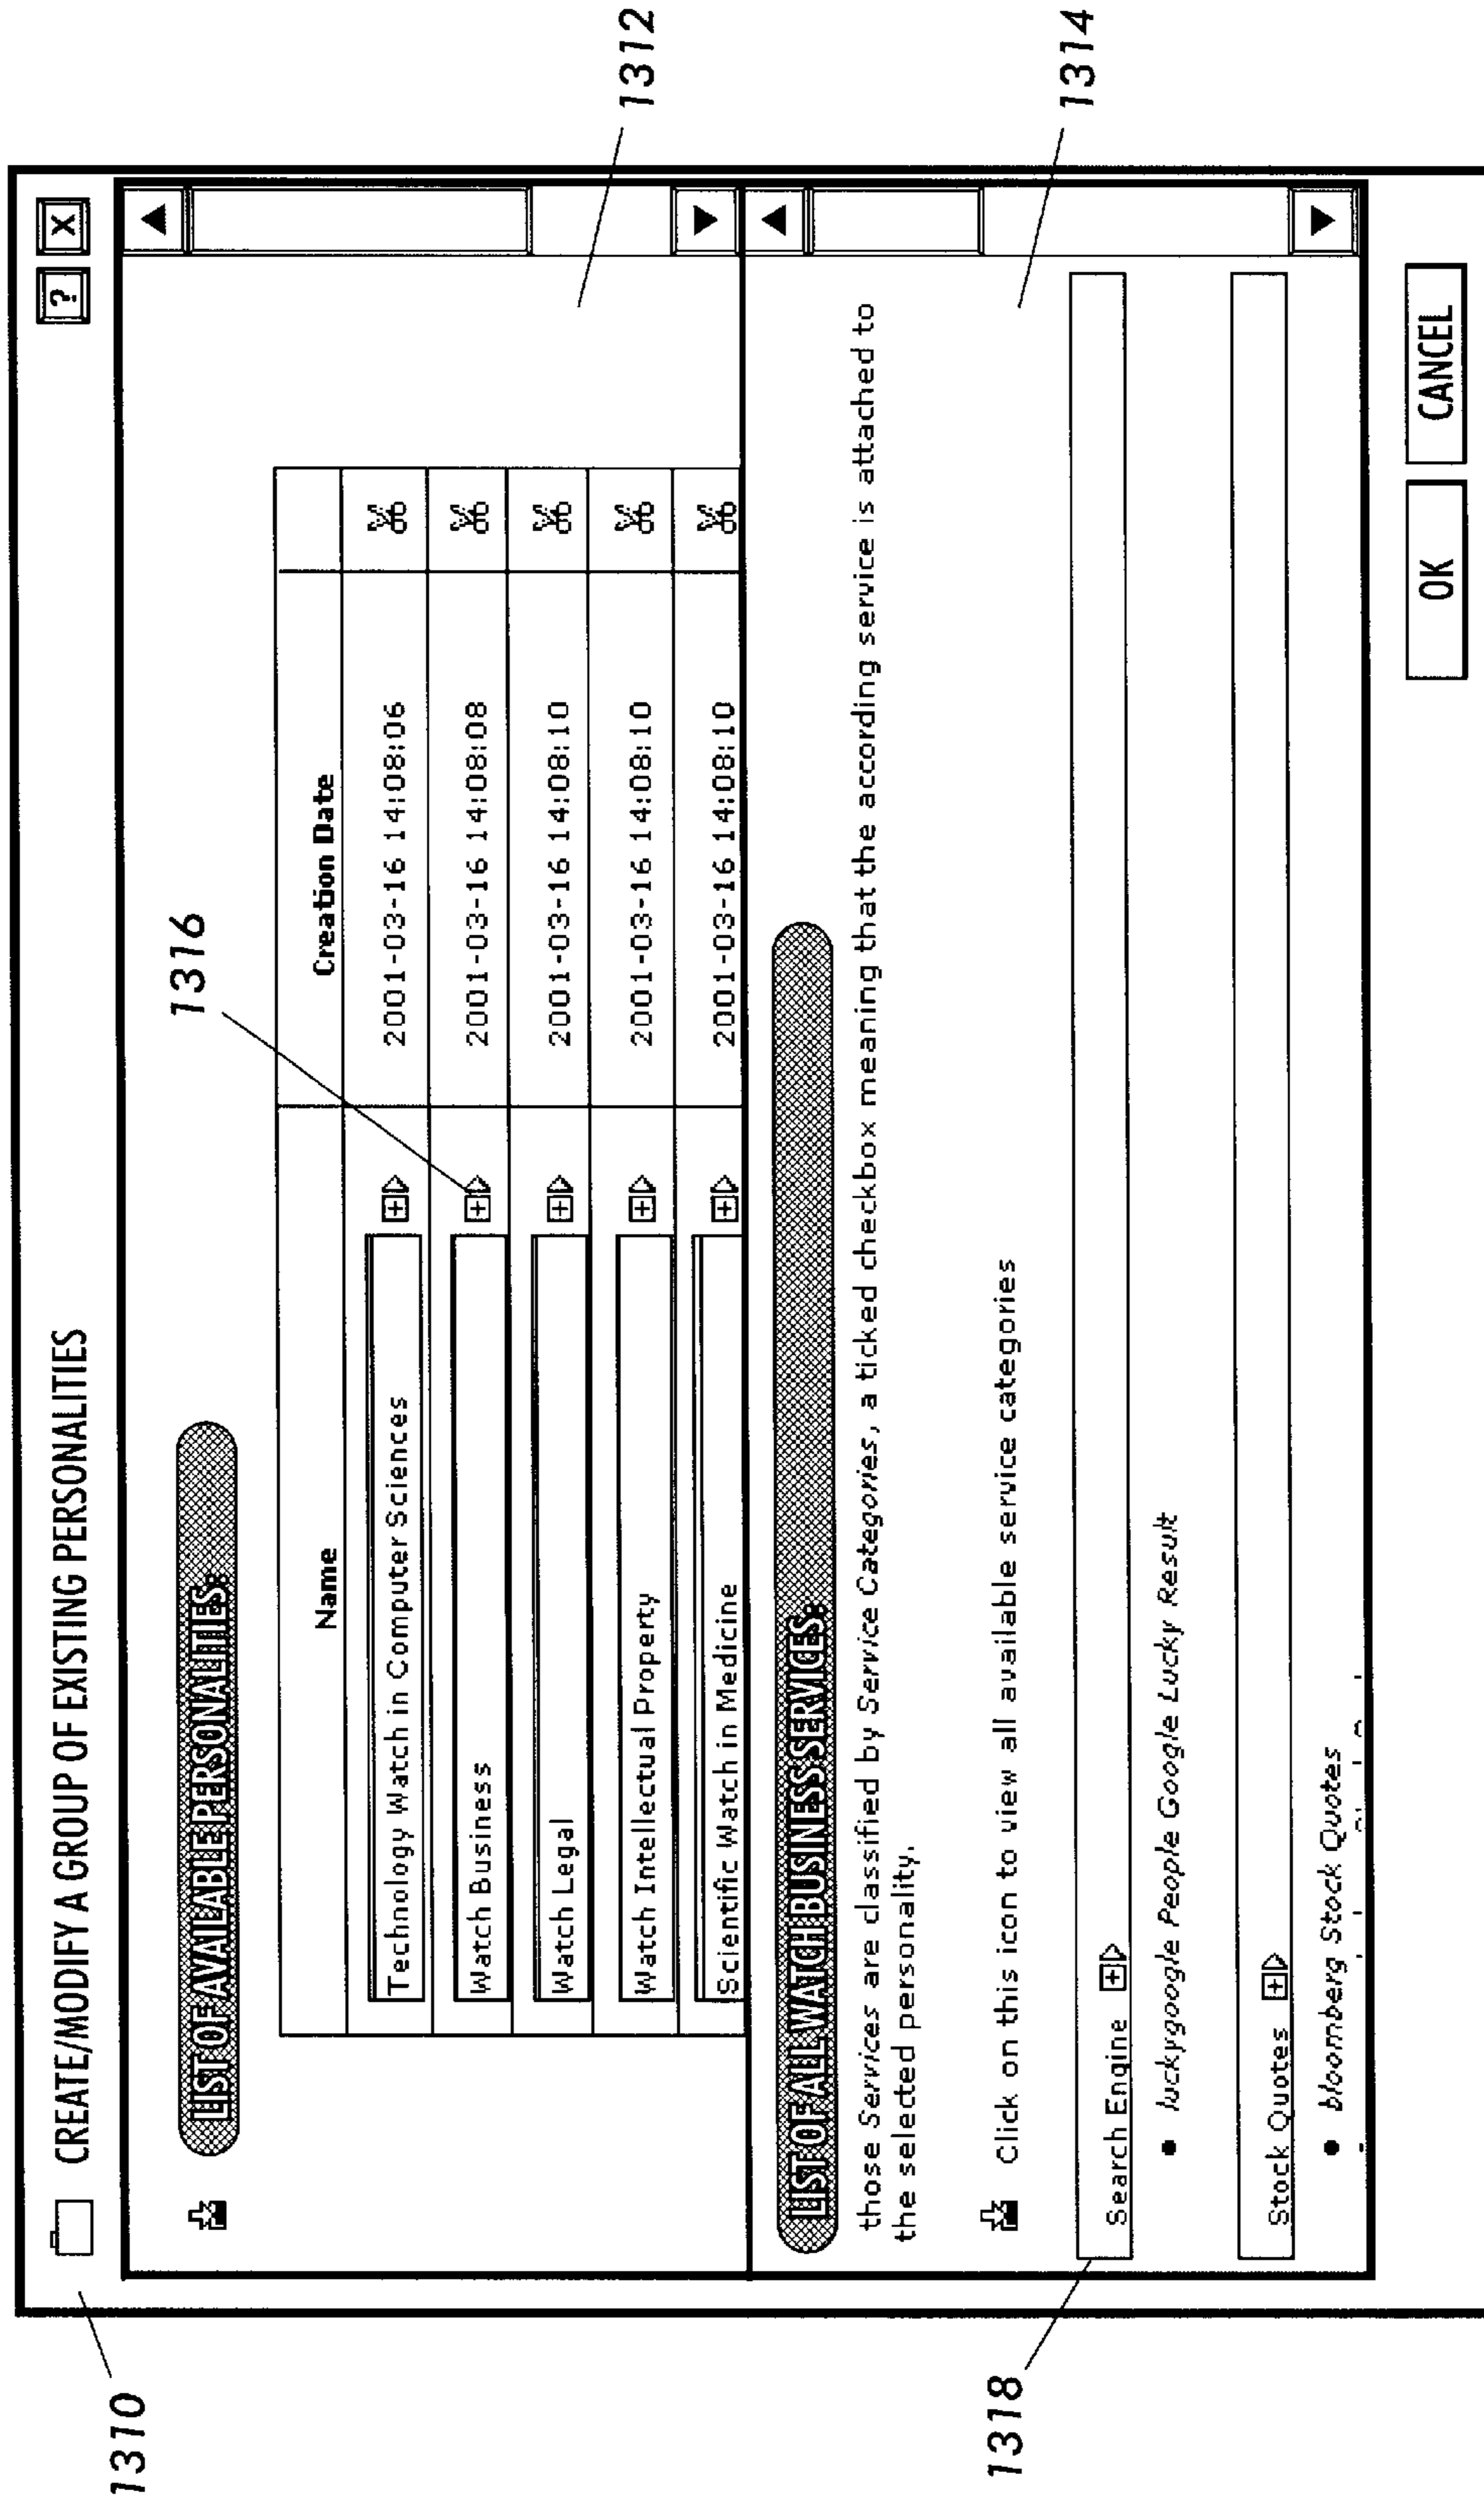 CREATE/MODIFY A GROUP OF EXISTING PERSONALITIES ? X
1310
LIST OF AVAILABLE PERSONALITIES:
1316
Name Creation Date
Technology Watch in Computer Sciences 2001-03-16 14:08:06
Watch Business 2001-03-16 14:08:08
Watch Legal 2001-03-16 14:08:10
1312
Watch Intellectual Property 2001-03-16 14:08:10
Scientific Watch in Medicine 2001-03-16 14:08:10
LIST OF ALL WATCH BUSINESS SERVICES:
those Services are classified by Service Categories, a ticked checkbox meaning that the according service is attached to
the selected personality.
Click on this icon to view all available service categories
1314
1318
Search Engine
• luckygoogle People Google Lucky Result
Stock Quotes
• bloomberg Stock Quotes
OK CANCEL